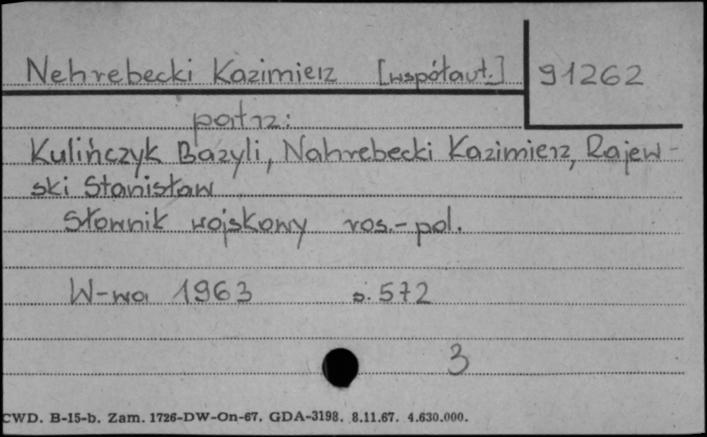 Nehrebecki Kazimierz [współaut.] 91262
patrz:
Kulińczyk Bazyli, Nahrebecki Kazimierz, Rajew-
ski Stanisław
Słownik wojskowy ros.-pol.
W-wa 1963 s. 572
3
CWD. B-15-b. Zam. 1726-DW-On-67. GDA-3198. 8.11.67. 4.630.000.